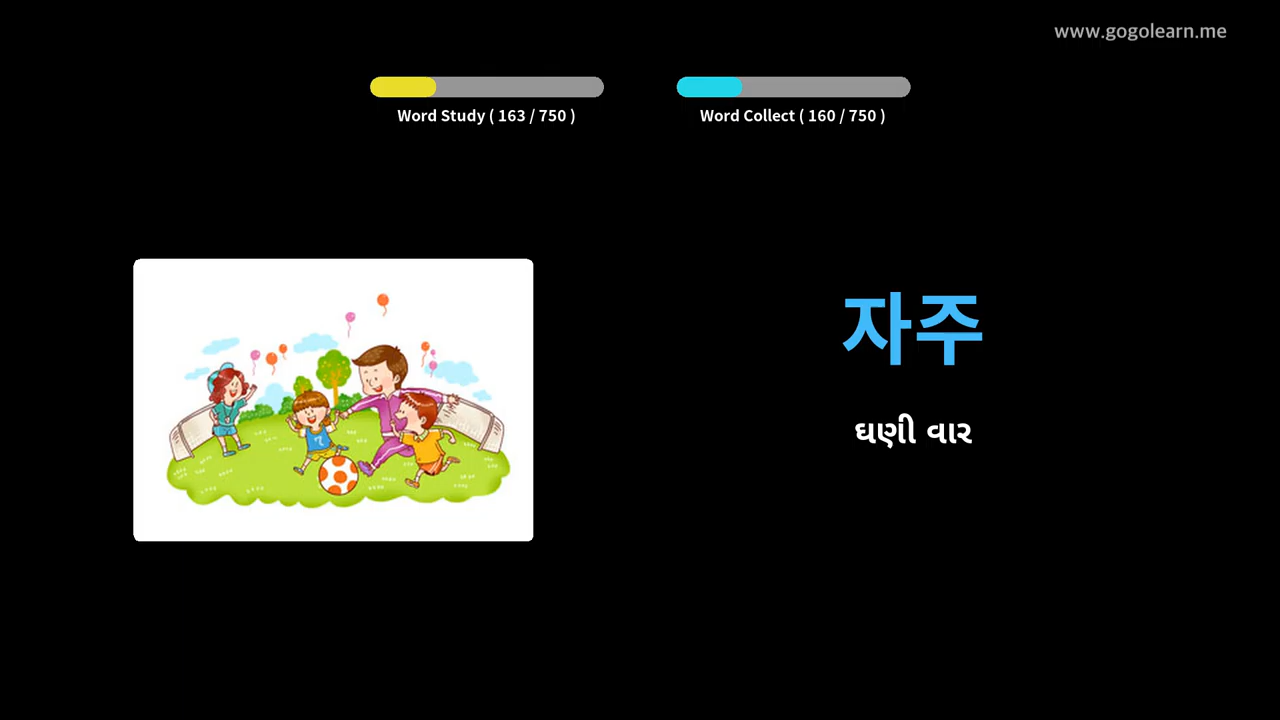 www.gogolearn.me
Word Study ( 163 / 750 )
Word Collect ( 160 / 750 )
자주
ઘણી વાર